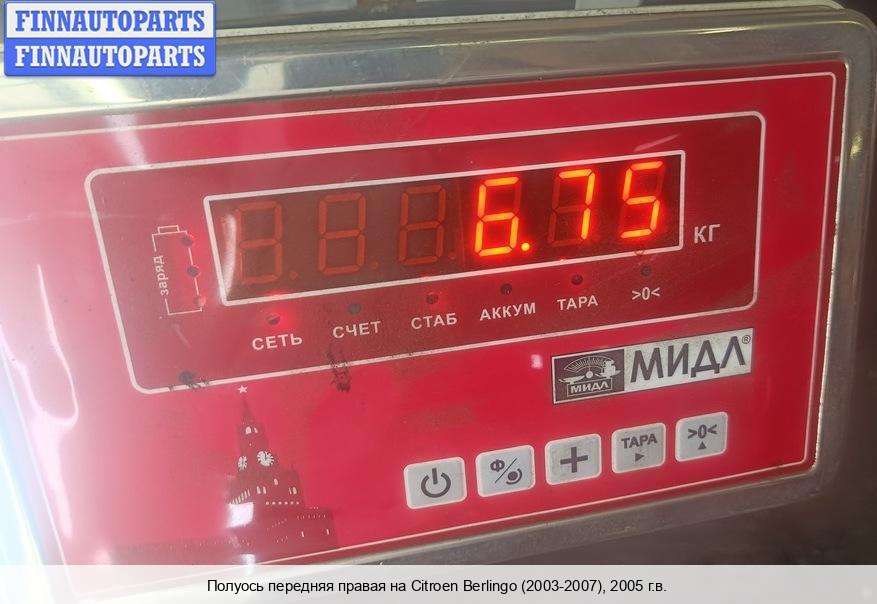 FINNAUTOPARTS
FINNAUTOPARTS
6.75
КГ
заряд
СЕТЬ СЧЕТ СТАБ АККУМ ТАРА >0<
МИДЛ МИДЛ®
Ф
ТАРА
>0<
Полуось передняя правая на Citroen Berlingo (2003-2007), 2005 г.в.